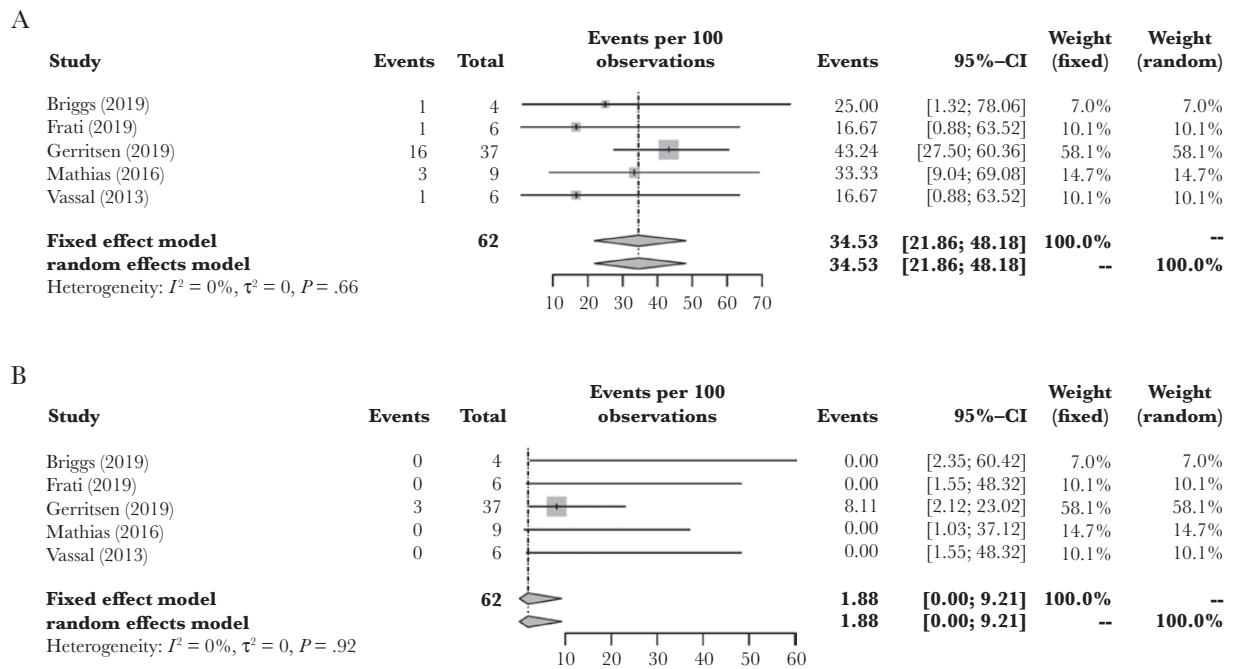 A
Events per 100 Weight Weight
Study Events Total observations Events 95%–CI (fixed) (random)
Briggs (2019) 1 4 25.00 [1.32; 78.06] 7.0% 7.0%
Frati (2019) 1 6 16.67 [0.88; 63.52] 10.1% 10.1%
Gerritsen (2019) 16 37 43.24 [27.50; 60.36] 58.1% 58.1%
Mathias (2016) 3 9 33.33 [9.04; 69.08] 14.7% 14.7%
Vassal (2013) 1 6 16.67 [0.88; 63.52] 10.1% 10.1%
Fixed effect model 62 34.53 [21.86; 48.18] 100.0% --
random effects model 34.53 [21.86; 48.18] -- 100.0%
Heterogeneity: I² = 0%, τ² = 0, P = .66
10 20 30 40 50 60 70
B
Events per 100 Weight Weight
Study Events Total observations Events 95%–CI (fixed) (random)
Briggs (2019) 0 4 0.00 [2.35; 60.42] 7.0% 7.0%
Frati (2019) 0 6 0.00 [1.55; 48.32] 10.1% 10.1%
Gerritsen (2019) 3 37 8.11 [2.12; 23.02] 58.1% 58.1%
Mathias (2016) 0 9 0.00 [1.03; 37.12] 14.7% 14.7%
Vassal (2013) 0 6 0.00 [1.55; 48.32] 10.1% 10.1%
Fixed effect model 62 1.88 [0.00; 9.21] 100.0% --
random effects model 1.88 [0.00; 9.21] -- 100.0%
Heterogeneity: I² = 0%, τ² = 0, P = .92
10 20 30 40 50 60